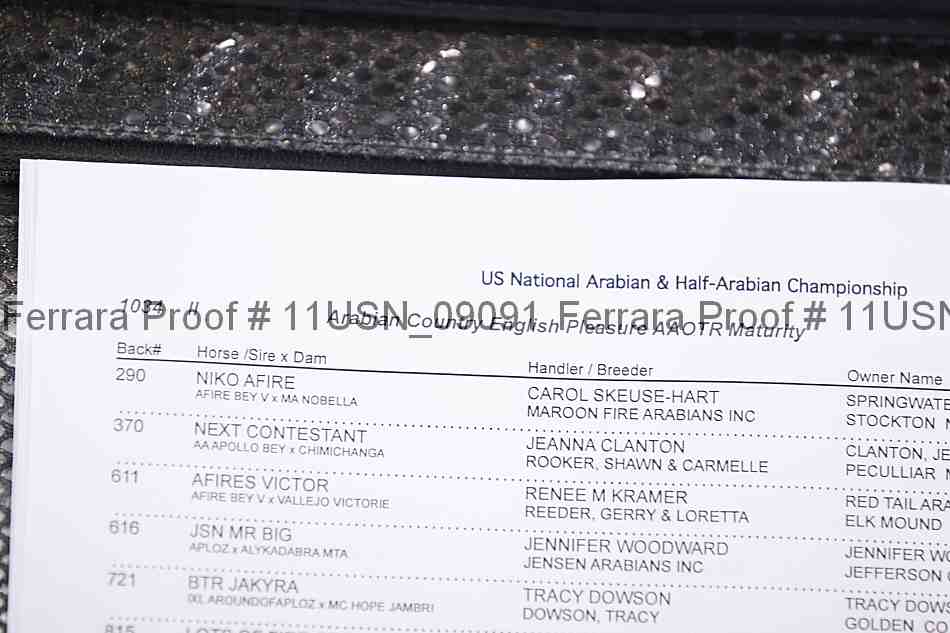 US National Arabian & Half-Arabian Championship
1034 II Arabian Country English Pleasure AAOTR Maturity
Ferrara Proof # 11USN_09091 Ferrara Proof # 11USN
Back# Horse /Sire x Dam Handler / Breeder Owner Name
290 NIKO AFIRE CAROL SKEUSE-HART SPRINGWATE
AFIRE BEY V x MA NOBELLA MAROON FIRE ARABIANS INC STOCKTON N
370 NEXT CONTESTANT JEANNA CLANTON CLANTON, JE
AA APOLLO BEY x CHIMICHANGA ROOKER, SHAWN & CARMELLE PECULLIAR M
611 AFIRES VICTOR RENEE M KRAMER RED TAIL ARA
AFIRE BEY V x VALLEJO VICTORIE REEDER, GERRY & LORETTA ELK MOUND
616 JSN MR BIG JENNIFER WOODWARD JENNIFER WO
APLOZ x ALYKADABRA MTA JENSEN ARABIANS INC JEFFERSON
721 BTR JAKYRA TRACY DOWSON TRACY DOWS
IXL AROUNDOFAPLOZ x MC HOPE JAMBRI DOWSON, TRACY GOLDEN CO
815 LOTS OF